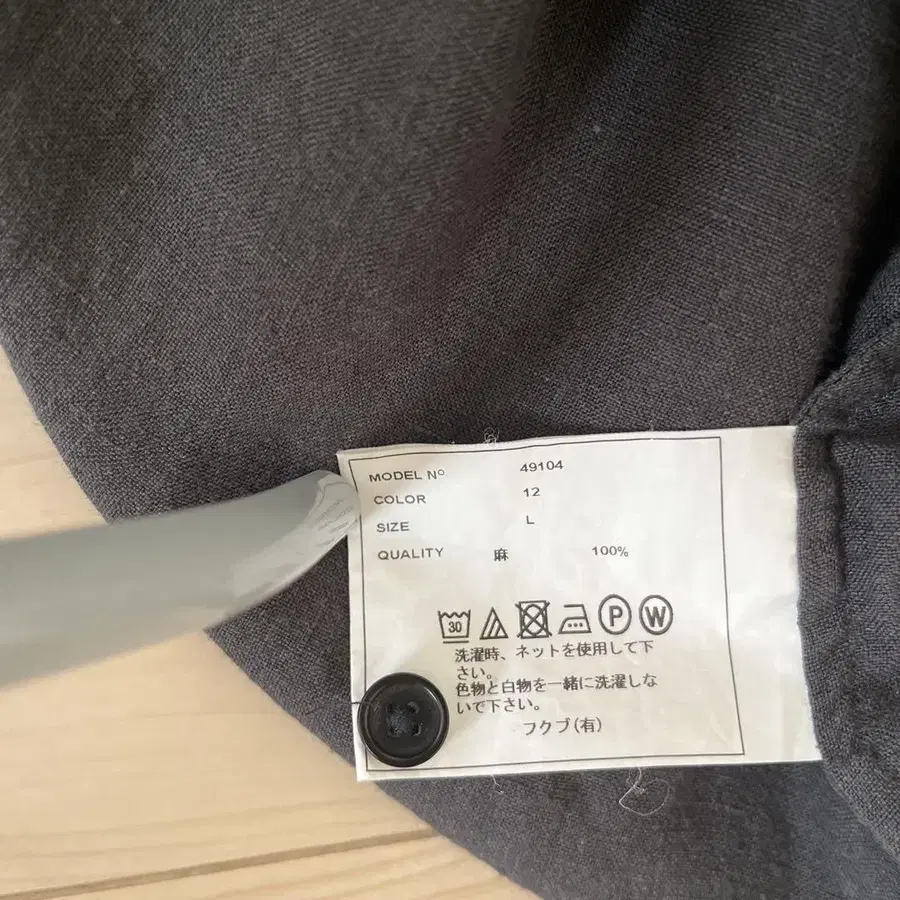 MODEL Nº 49104
COLOR 12
SIZE L
QUALITY 麻 100%
30 P W
洗濯時、ネットを使用して下
さい。
色物と白物を一緒に洗濯しな
いで下さい。
フクブ(有)